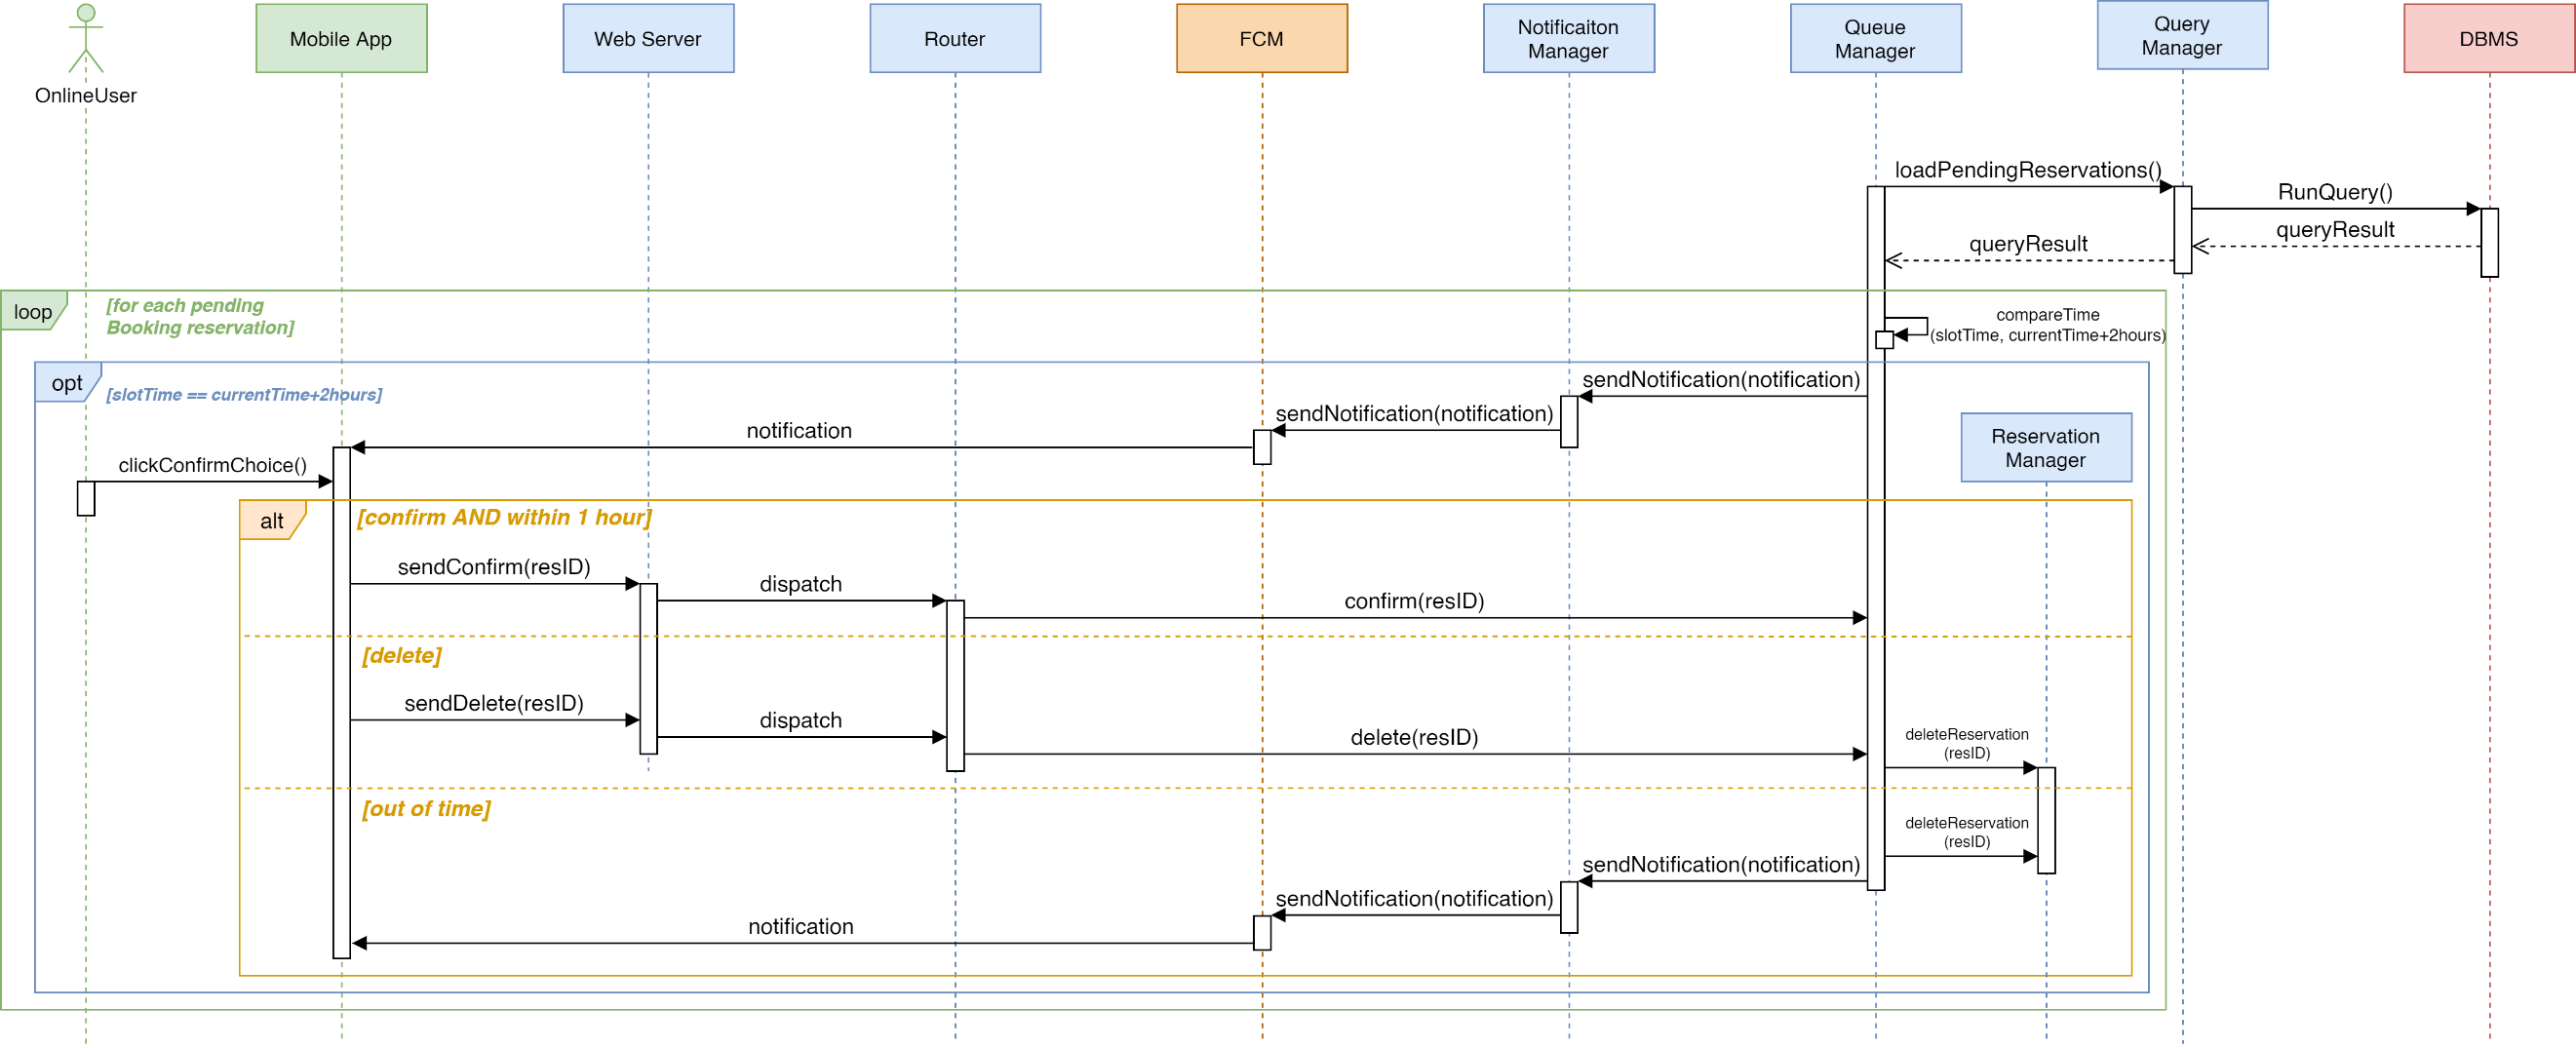 OnlineUser
Mobile App
Web Server
Router
FCM
Notificaiton
Manager
Queue
Manager
Query
Manager
DBMS
loadPendingReservations()
RunQuery()
queryResult
queryResult
loop
[for each pending
Booking reservation]
compareTime
(slotTime, currentTime+2hours)
opt
[slotTime == currentTime+2hours]
sendNotification(notification)
sendNotification(notification)
notification
Reservation
Manager
clickConfirmChoice()
alt
[confirm AND within 1 hour]
sendConfirm(resID)
dispatch
confirm(resID)
[delete]
sendDelete(resID)
dispatch
delete(resID)
deleteReservation
(resID)
[out of time]
deleteReservation
(resID)
sendNotification(notification)
sendNotification(notification)
notification